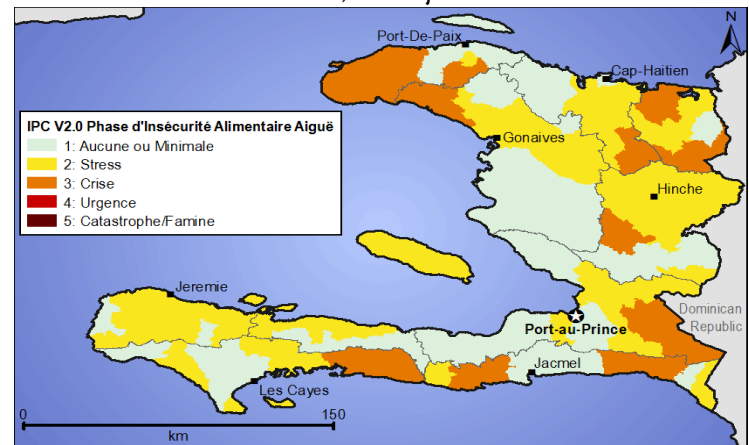 N
Port-De-Paix
Cap-Haitien
IPC V2.0 Phase d'Insécurité Alimentaire Aiguë
1: Aucune ou Minimale
2: Stress
3: Crise
4: Urgence
5: Catastrophe/Famine
Gonaives
Hinche
Jeremie
Dominican
Republic
Port-au-Prince
Jacmel
Les Cayes
0
150
km